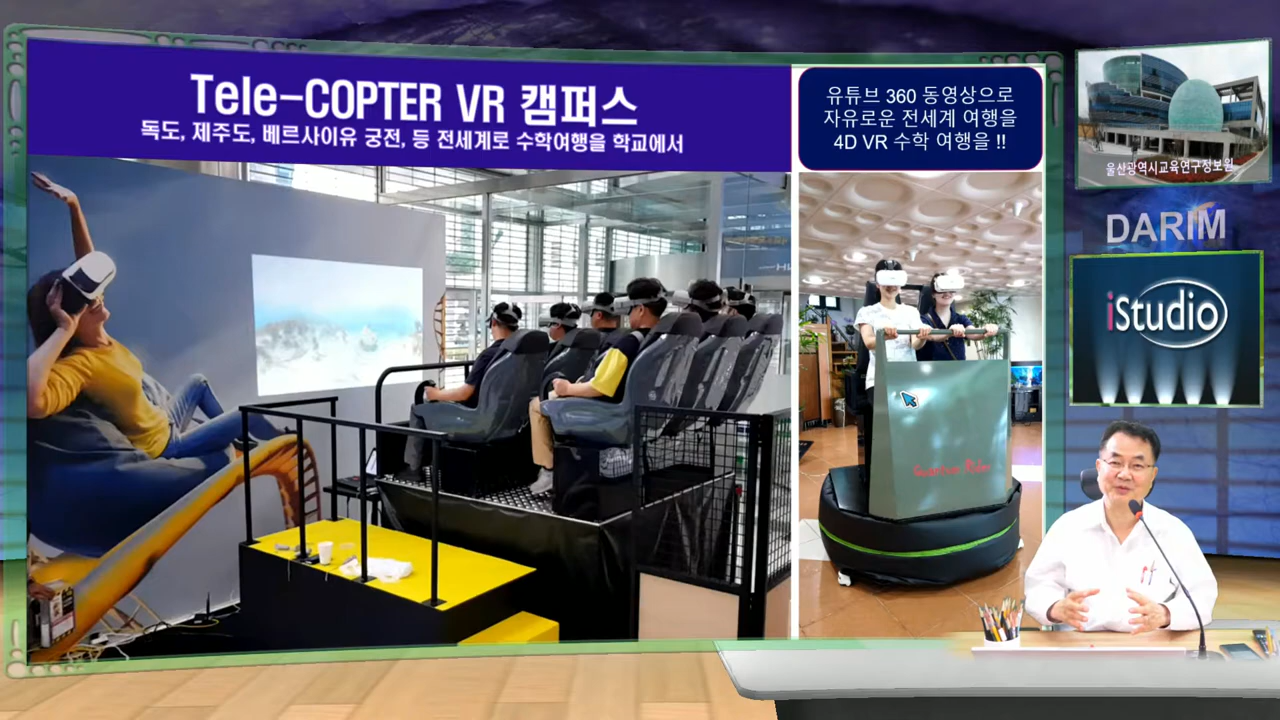 Tele-COPTER VR 캠퍼스
독도, 제주도, 베르사이유 궁전, 등 전세계로 수학여행을 학교에서
유튜브 360 동영상으로
자유로운 전세계 여행을
4D VR 수학 여행을 !!
울산광역시교육연구정보원
DARIM
iStudio